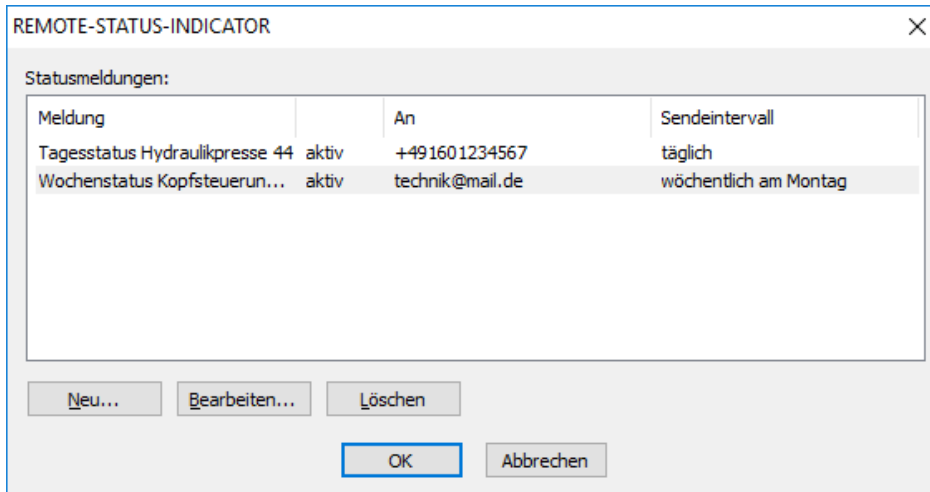 REMOTE-STATUS-INDICATOR
Statusmeldungen:
Meldung An Sendeintervall
Tagesstatus Hydraulikpresse 44 aktiv +491601234567 täglich
Wochenstatus Kopfsteuerun... aktiv technik@mail.de wöchentlich am Montag
Neu... Bearbeiten... Löschen
OK Abbrechen